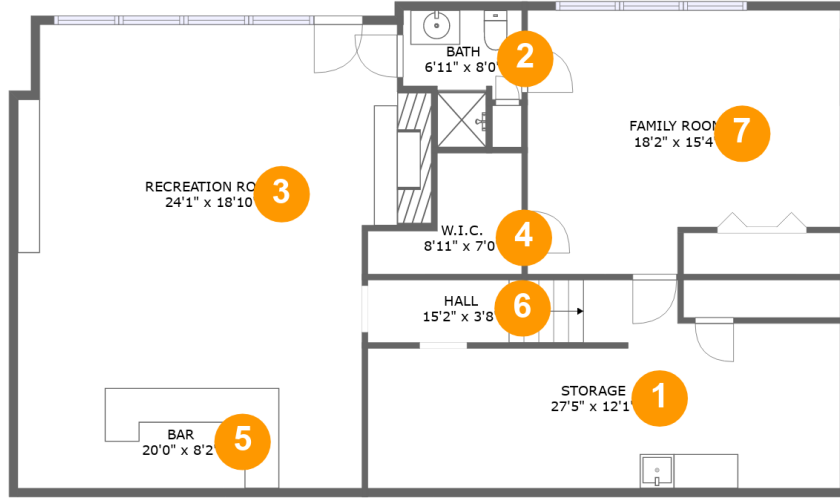 BATH
6'11" x 8'0"
2
FAMILY ROOM
18'2" x 15'4
7
RECREATION RO
24'1" x 18'10
3
W.I.C.
8'11" x 7'0
4
HALL
15'2" x 3'8
6
STORAGE
27'5" x 12'1"
1
BAR
20'0" x 8'2
5